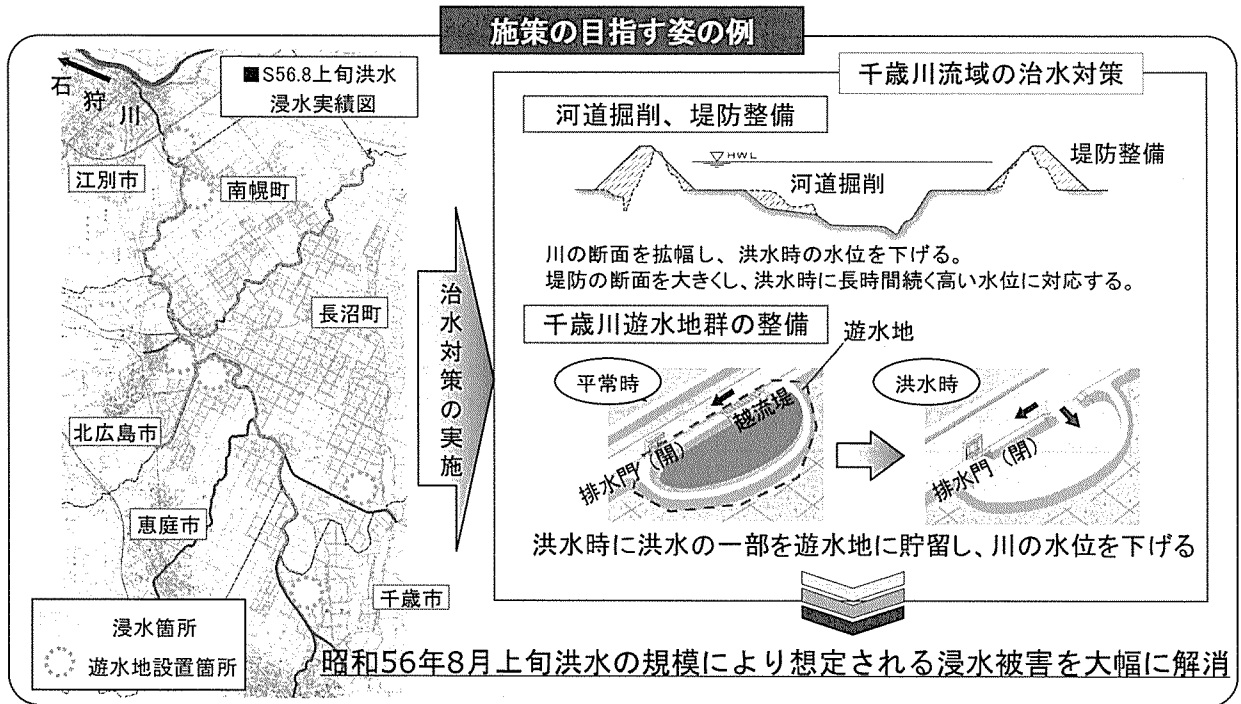 施策の目指す姿の例
■S56.8上旬洪水
浸水実績図
石狩川
江別市
南幌町
長沼町
北広島市
恵庭市
千歳市
浸水箇所
遊水地設置箇所
治水対策の実施
千歳川流域の治水対策
河道掘削、堤防整備
HWL
堤防整備
河道掘削
川の断面を拡幅し、洪水時の水位を下げる。
堤防の断面を大きくし、洪水時に長時間続く高い水位に対応する。
千歳川遊水地群の整備
遊水地
平常時
越流堤
排水門(開)
洪水時
排水門(閉)
洪水時に洪水の一部を遊水地に貯留し、川の水位を下げる
昭和56年8月上旬洪水の規模により想定される浸水被害を大幅に解消